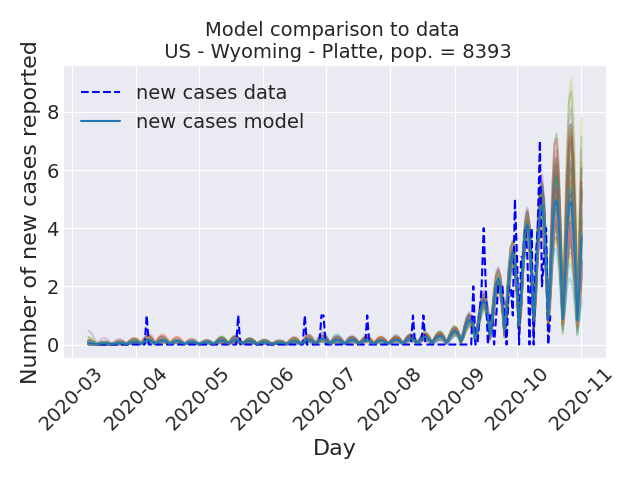 Model comparison to data
US - Wyoming - Platte, pop. = 8393
new cases data
new cases model
Number of new cases reported
8
6
4
2
0
2020-03
2020-04
2020-05
2020-06
2020-07
2020-08
2020-09
2020-10
2020-11
Day